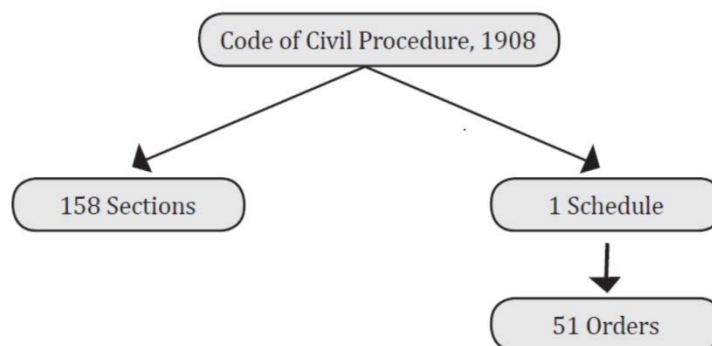 Code of Civil Procedure, 1908
158 Sections
1 Schedule
51 Orders